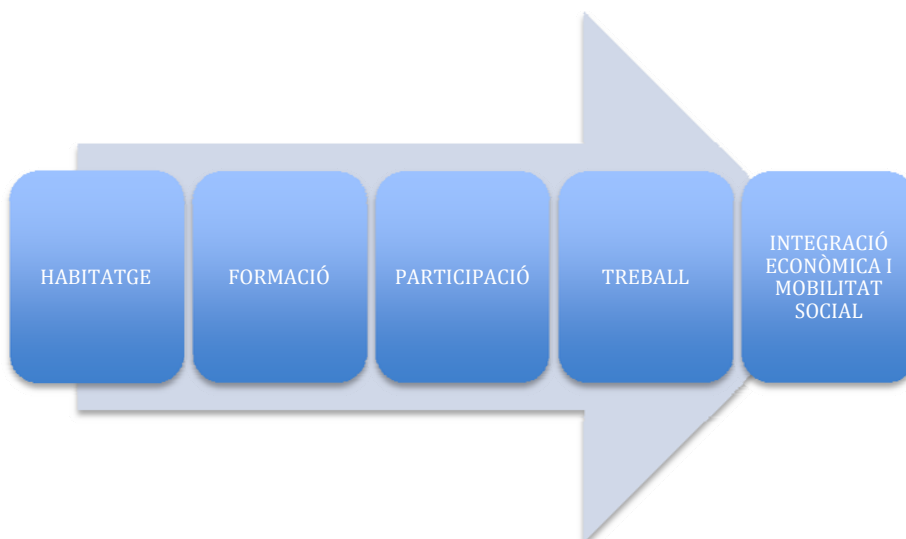 HABITATGE
FORMACIÓ
PARTICIPACIÓ
TREBALL
INTEGRACIÓ
ECONÒMICA I
MOBILITAT
SOCIAL